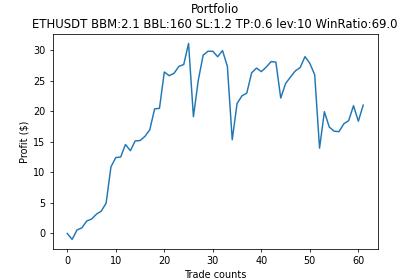 Portfolio
ETHUSDT BBM:2.1 BBL:160 SL:1.2 TP:0.6 lev:10 WinRatio:69.0
30
25
20
15
10
5
0
Profit ($)
0 10 20 30 40 50 60
Trade counts